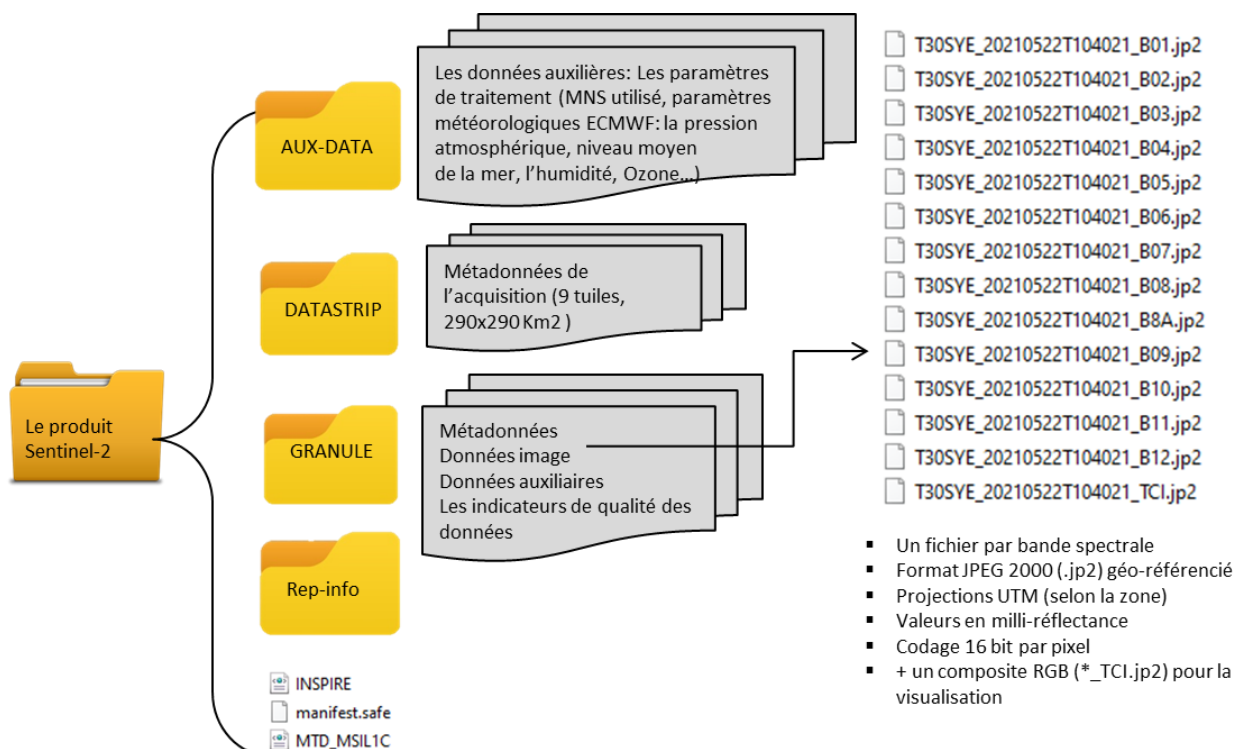 Le produit
Sentinel-2
AUX-DATA
Les données auxilières: Les paramètres
de traitement (MNS utilisé, paramètres
météorologiques ECMWF: la pression
atmosphérique, niveau moyen
de la mer, l'humidité, Ozone...)
DATASTRIP
Métadonnées de
l'acquisition (9 tuiles,
290x290 Km2 )
GRANULE
Métadonnées
Données image
Données auxiliaires
Les indicateurs de qualité des
données
Rep-info
INSPIRE
manifest.safe
MTD_MSIL1C
T30SYE_20210522T104021_B01.jp2
T30SYE_20210522T104021_B02.jp2
T30SYE_20210522T104021_B03.jp2
T30SYE_20210522T104021_B04.jp2
T30SYE_20210522T104021_B05.jp2
T30SYE_20210522T104021_B06.jp2
T30SYE_20210522T104021_B07.jp2
T30SYE_20210522T104021_B08.jp2
T30SYE_20210522T104021_B8A.jp2
T30SYE_20210522T104021_B09.jp2
T30SYE_20210522T104021_B10.jp2
T30SYE_20210522T104021_B11.jp2
T30SYE_20210522T104021_B12.jp2
T30SYE_20210522T104021_TCI.jp2
▪ Un fichier par bande spectrale
▪ Format JPEG 2000 (.jp2) géo-référencié
▪ Projections UTM (selon la zone)
▪ Valeurs en milli-réflectance
▪ Codage 16 bit par pixel
▪ + un composite RGB (*_TCI.jp2) pour la
visualisation